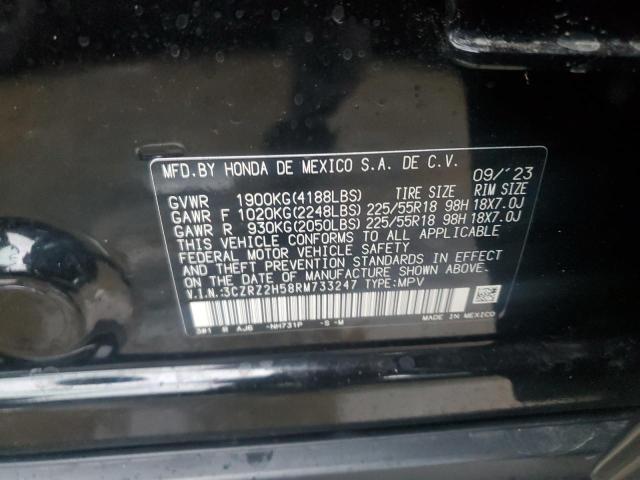 MFD.BY HONDA DE MEXICO S.A. DE C.V. 09/'23
GVWR 1900KG(4188LBS) TIRE SIZE RIM SIZE
GAWR F 1020KG(2248LBS) 225/55R18 98H 18X7.0J
GAWR R 930KG(2050LBS) 225/55R18 98H 18X7.0J
THIS VEHICLE CONFORMS TO ALL APPLICABLE
FEDERAL MOTOR VEHICLE SAFETY
AND THEFT PREVENTION STANDARDS IN EFFECT
ON THE DATE OF MANUFACTURE SHOWN ABOVE.
V.I.N.:3CZRZ2H58RM733247 TYPE:MPV
3W1 B AJB -NH731P -S -M MADE IN MEXICO